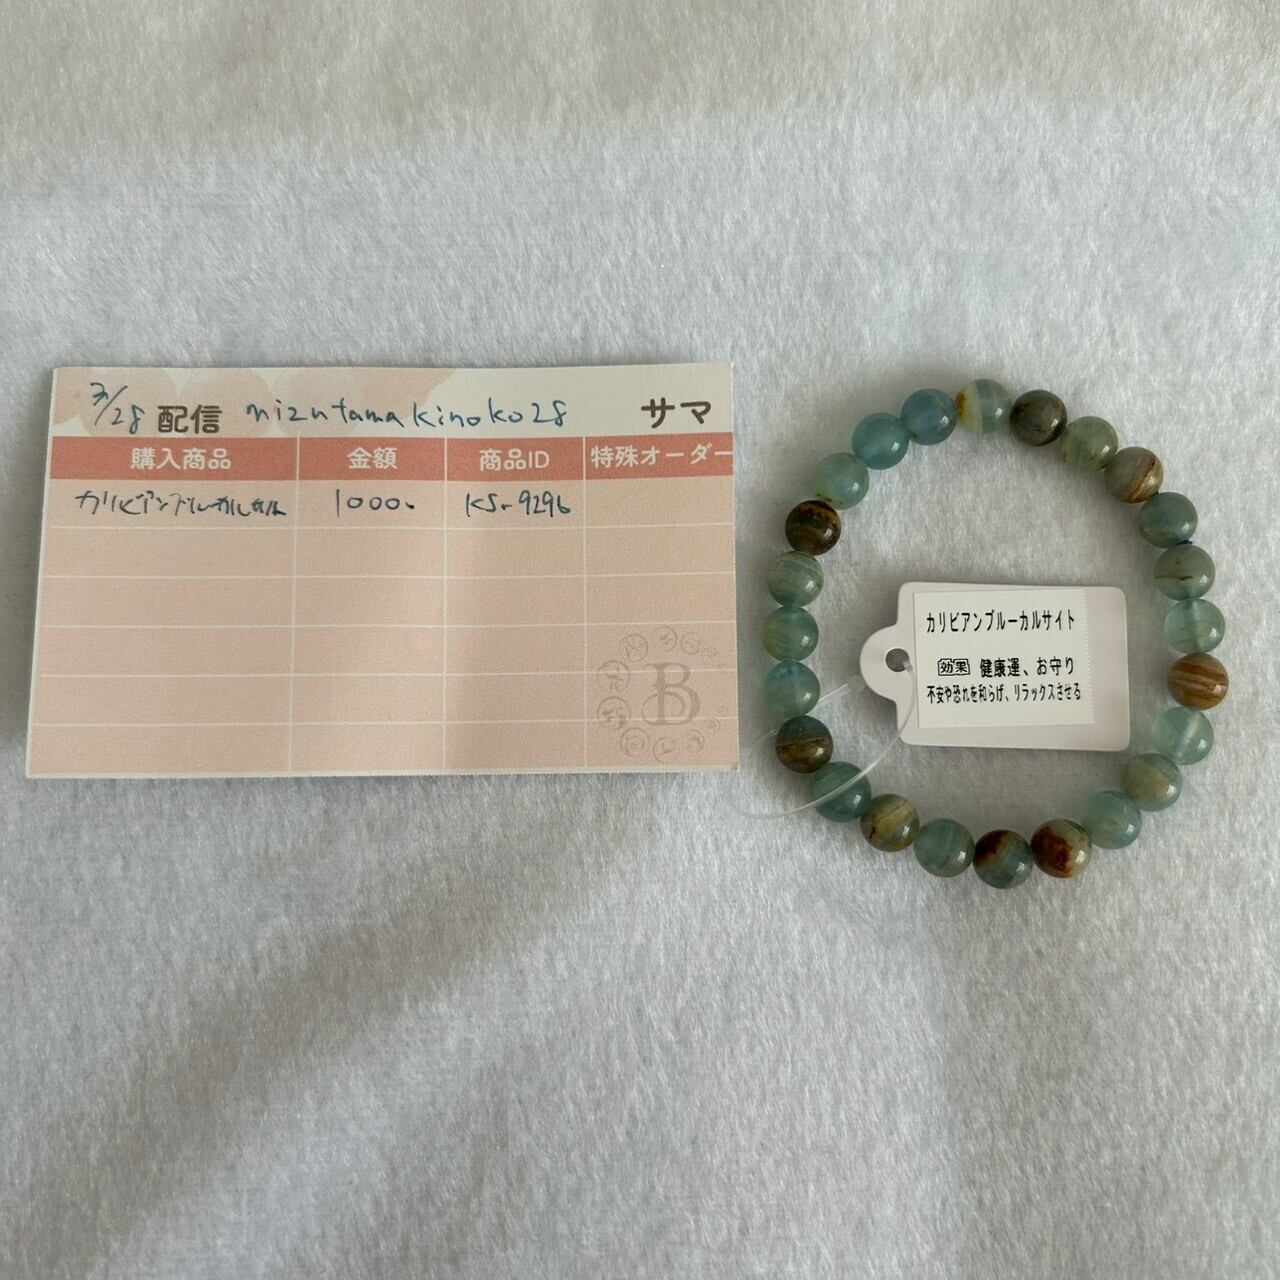 3/28 配信 mizutamakinoko28 サマ
購入商品 金額 商品ID 特殊オーダー
カリビアンブルーカルサイト 1000. KS-9296
B
カリビアンブルーカルサイト
効果 健康運、お守り
不安や恐れを和らげ、リラックスさせる